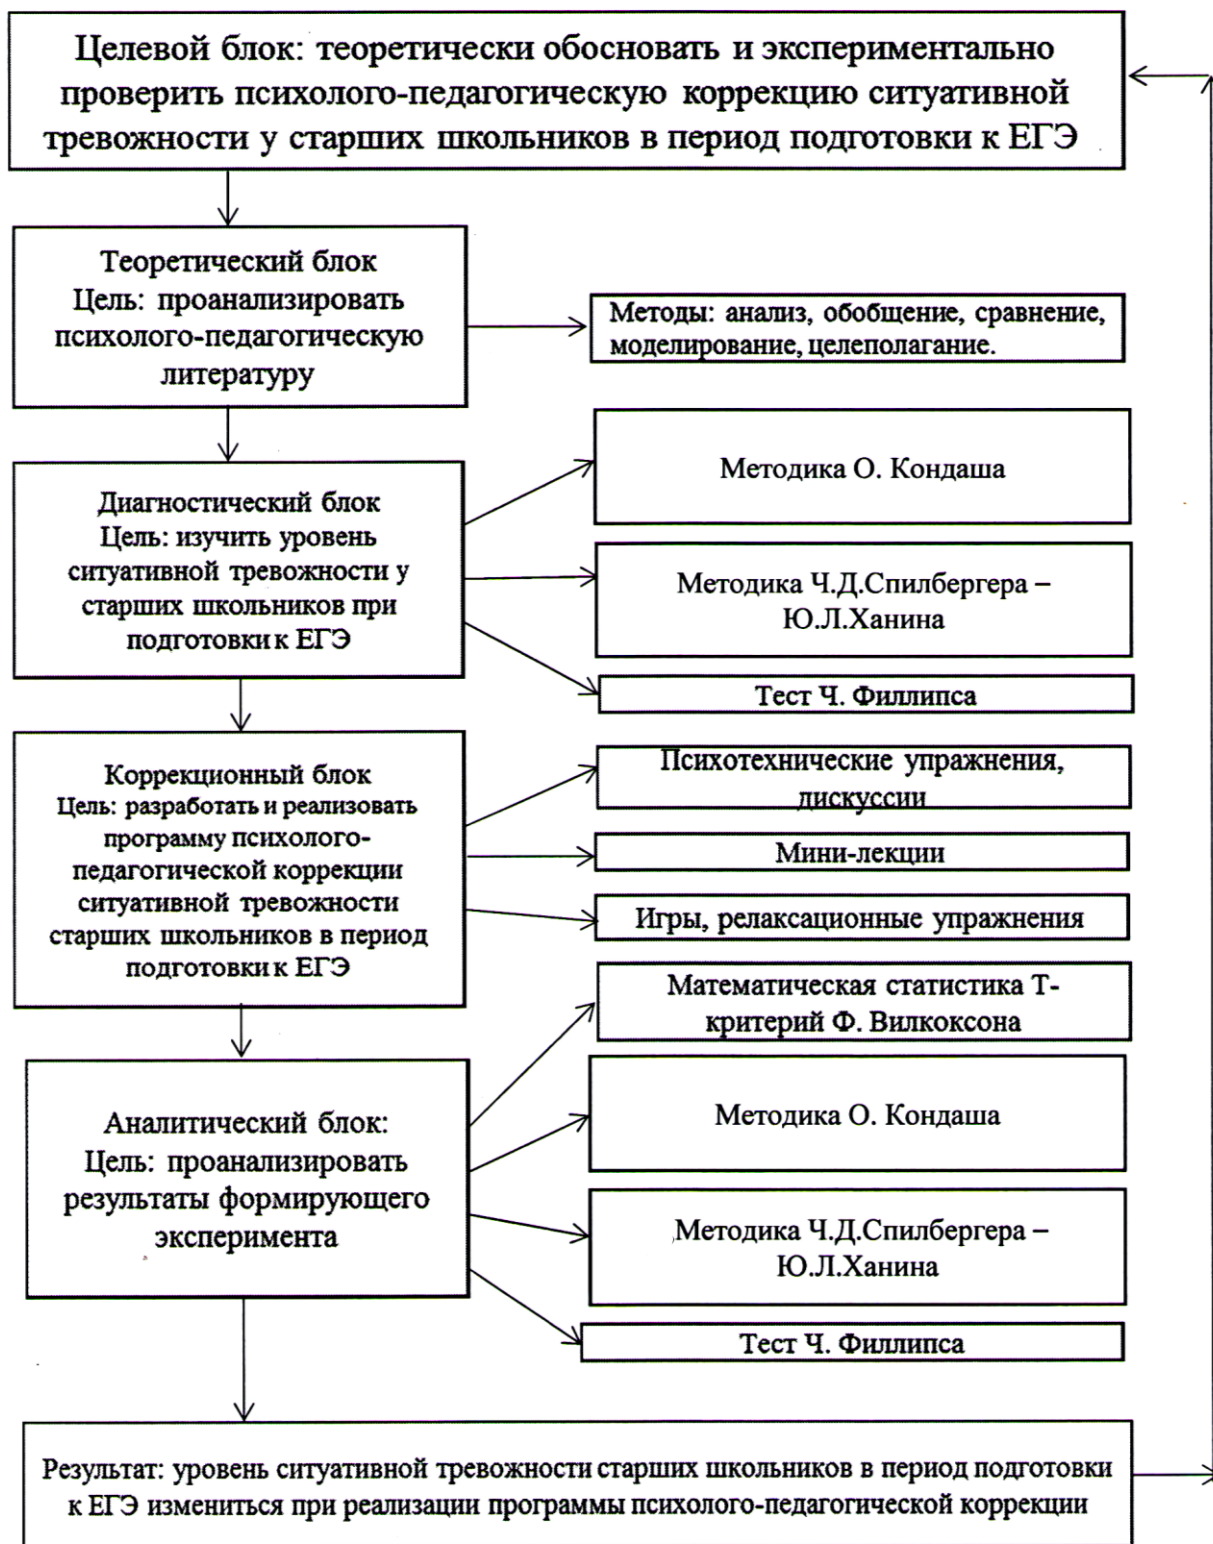 Целевой блок: теоретически обосновать и экспериментально
проверить психолого-педагогическую коррекцию ситуативной
тревожности у старших школьников в период подготовки к ЕГЭ
Теоретический блок
Цель: проанализировать
психолого-педагогическую
литературу
Методы: анализ, обобщение, сравнение,
моделирование, целеполагание.
Диагностический блок
Цель: изучить уровень
ситуативной тревожности у
старших школьников при
подготовки к ЕГЭ
Методика О. Кондаша
Методика Ч.Д.Спилбергера –
Ю.Л.Ханина
Тест Ч. Филлипса
Коррекционный блок
Цель: разработать и реализовать
программу психолого-
педагогической коррекции
ситуативной тревожности
старших школьников в период
подготовки к ЕГЭ
Психотехнические упражнения,
дискуссии
Мини-лекции
Игры, релаксационные упражнения
Аналитический блок:
Цель: проанализировать
результаты формирующего
эксперимента
Математическая статистика Т-
критерий Ф. Вилкоксона
Методика О. Кондаша
Методика Ч.Д.Спилбергера –
Ю.Л.Ханина
Тест Ч. Филлипса
Результат: уровень ситуативной тревожности старших школьников в период подготовки
к ЕГЭ измениться при реализации программы психолого-педагогической коррекции